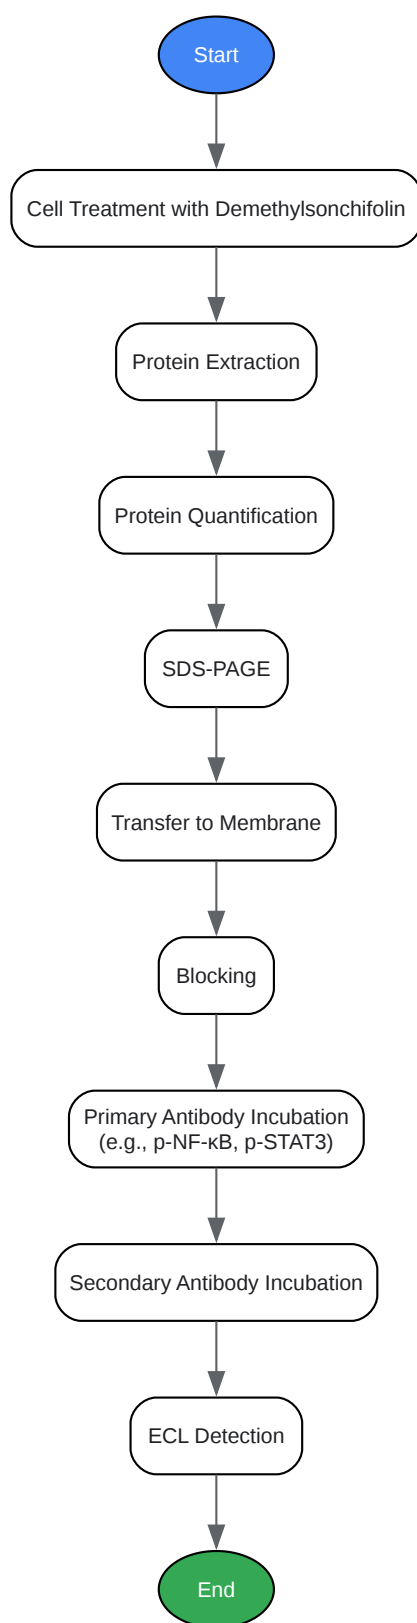 Start
Cell Treatment with Demethylsonchifolin
Protein Extraction
Protein Quantification
SDS-PAGE
Transfer to Membrane
Blocking
Primary Antibody Incubation
(e.g., p-NF-κB, p-STAT3)
Secondary Antibody Incubation
ECL Detection
End